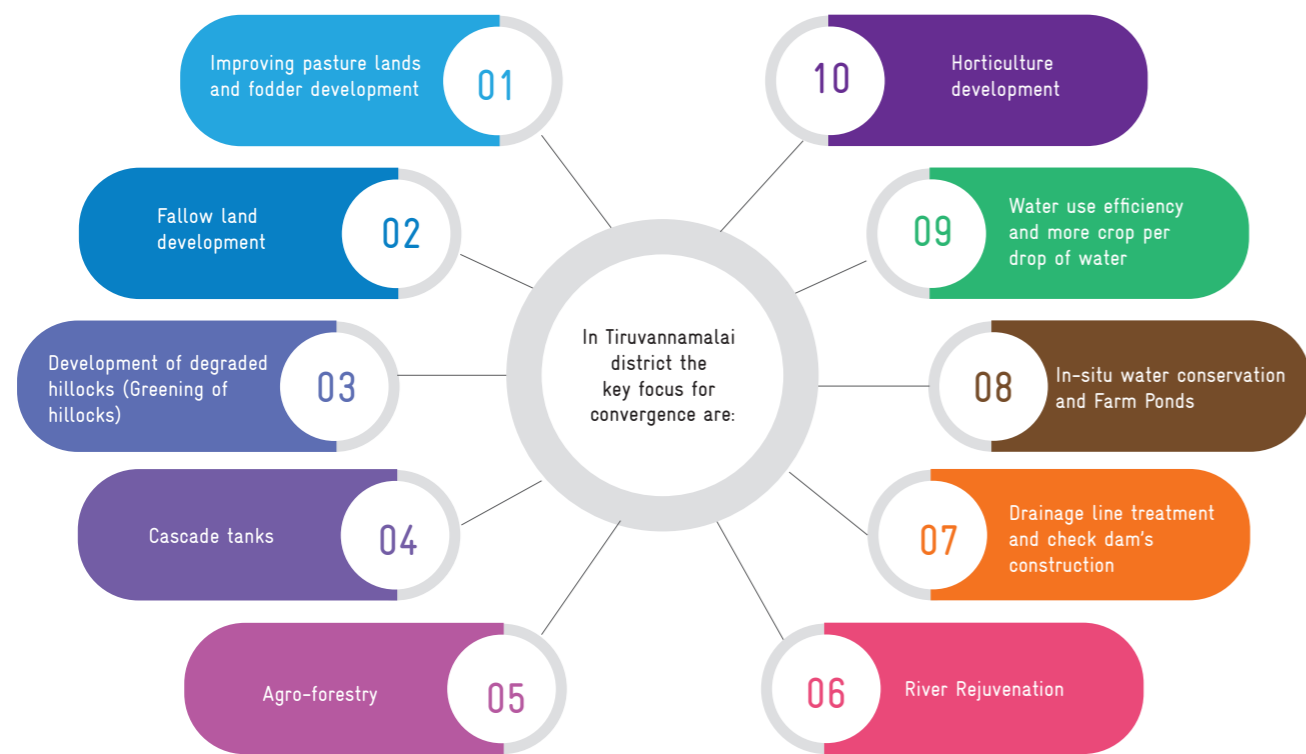 In Tiruvannamalai
district the
key focus for
convergence are:
01
Improving pasture lands
and fodder development
02
Fallow land
development
03
Development of degraded
hillocks (Greening of
hillocks)
04
Cascade tanks
05
Agro-forestry
06
River Rejuvenation
07
Drainage line treatment
and check dam's
construction
08
In-situ water conservation
and Farm Ponds
09
Water use efficiency
and more crop per
drop of water
10
Horticulture
development